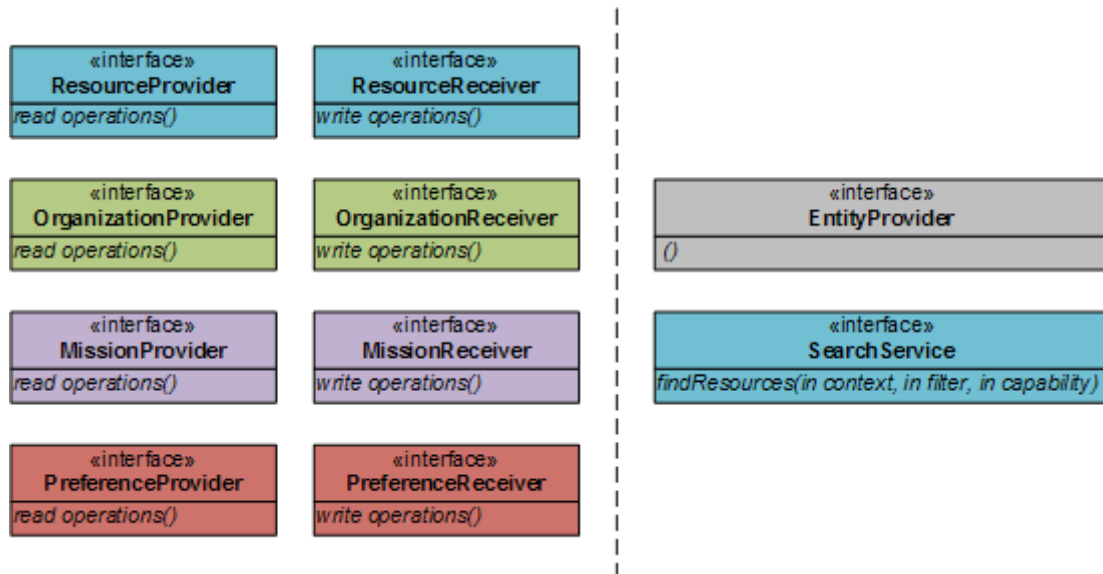 «interface»
ResourceProvider
read operations()
«interface»
ResourceReceiver
write operations()
«interface»
OrganizationProvider
read operations()
«interface»
OrganizationReceiver
write operations()
«interface»
EntityProvider
()
«interface»
MissionProvider
read operations()
«interface»
MissionReceiver
write operations()
«interface»
SearchService
findResources(in context, in filter, in capability)
«interface»
PreferenceProvider
read operations()
«interface»
PreferenceReceiver
write operations()